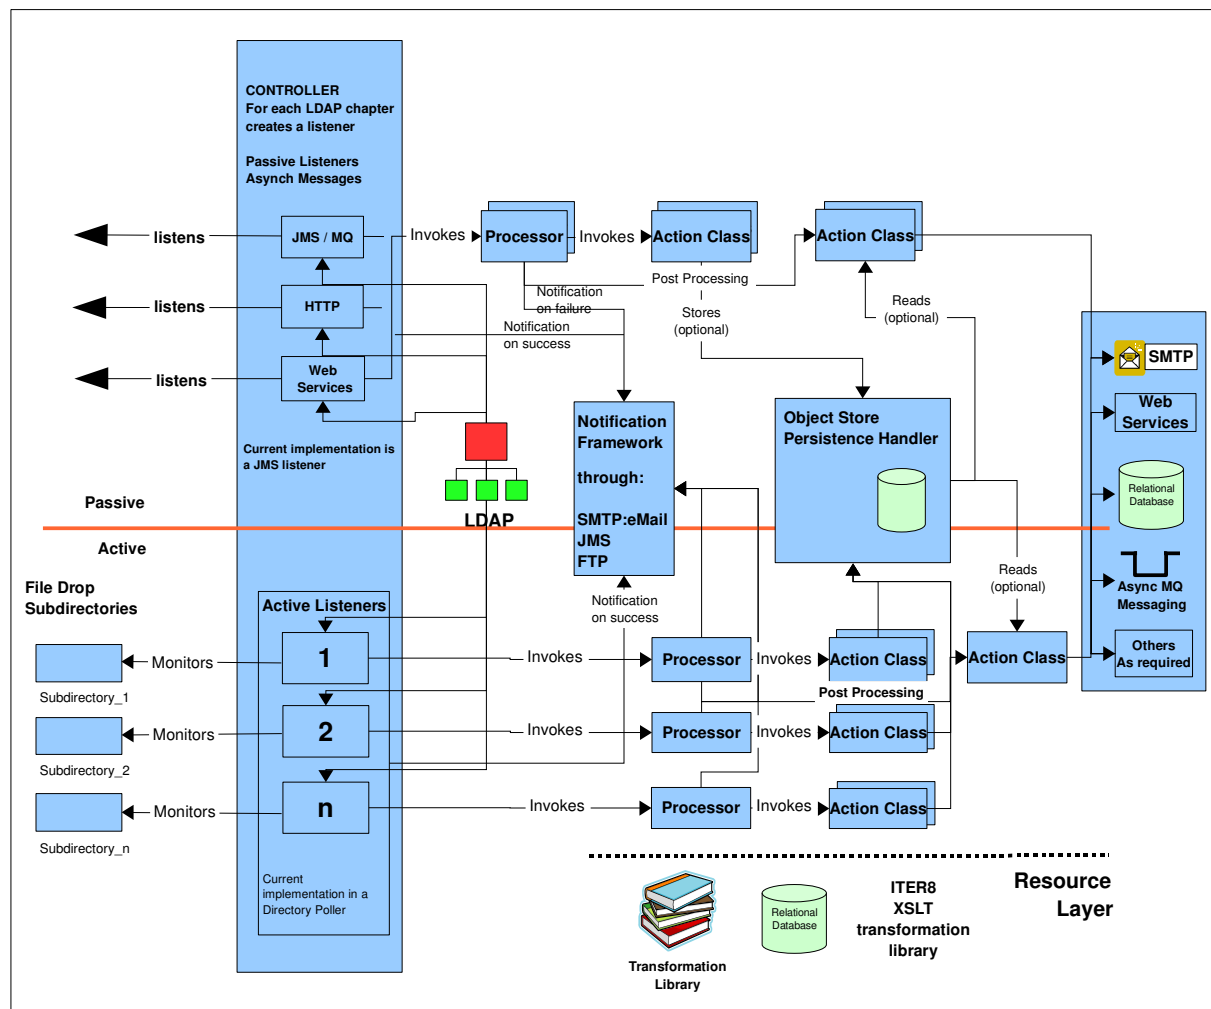 CONTROLLER
For each LDAP chapter
creates a listener
Passive Listeners
Asynch Messages
listens
JMS / MQ
Invokes
Processor
Invokes
Action Class
Action Class
Post Processing
Notification
on failure
Stores
(optional)
Reads
(optional)
listens
HTTP
Notification
on success
listens
Web
Services
SMTP
Web
Services
Relational
Database
Async MQ
Messaging
Others
As required
Current implementation is
a JMS listener
LDAP
Notification
Framework
through:
SMTP:eMail
JMS
FTP
Object Store
Persistence Handler
Passive
Active
File Drop
Subdirectories
Active Listeners
Notification
on success
Reads
(optional)
Monitors
1
Invokes
Processor
Invokes
Action Class
Action Class
Subdirectory_1
Post Processing
Monitors
2
Invokes
Processor
Invokes
Action Class
Subdirectory_2
Monitors
n
Invokes
Processor
Invokes
Action Class
Subdirectory_n
Current
implementation in a
Directory Poller
Transformation
Library
Relational
Database
ITER8
XSLT
transformation
library
Resource
Layer